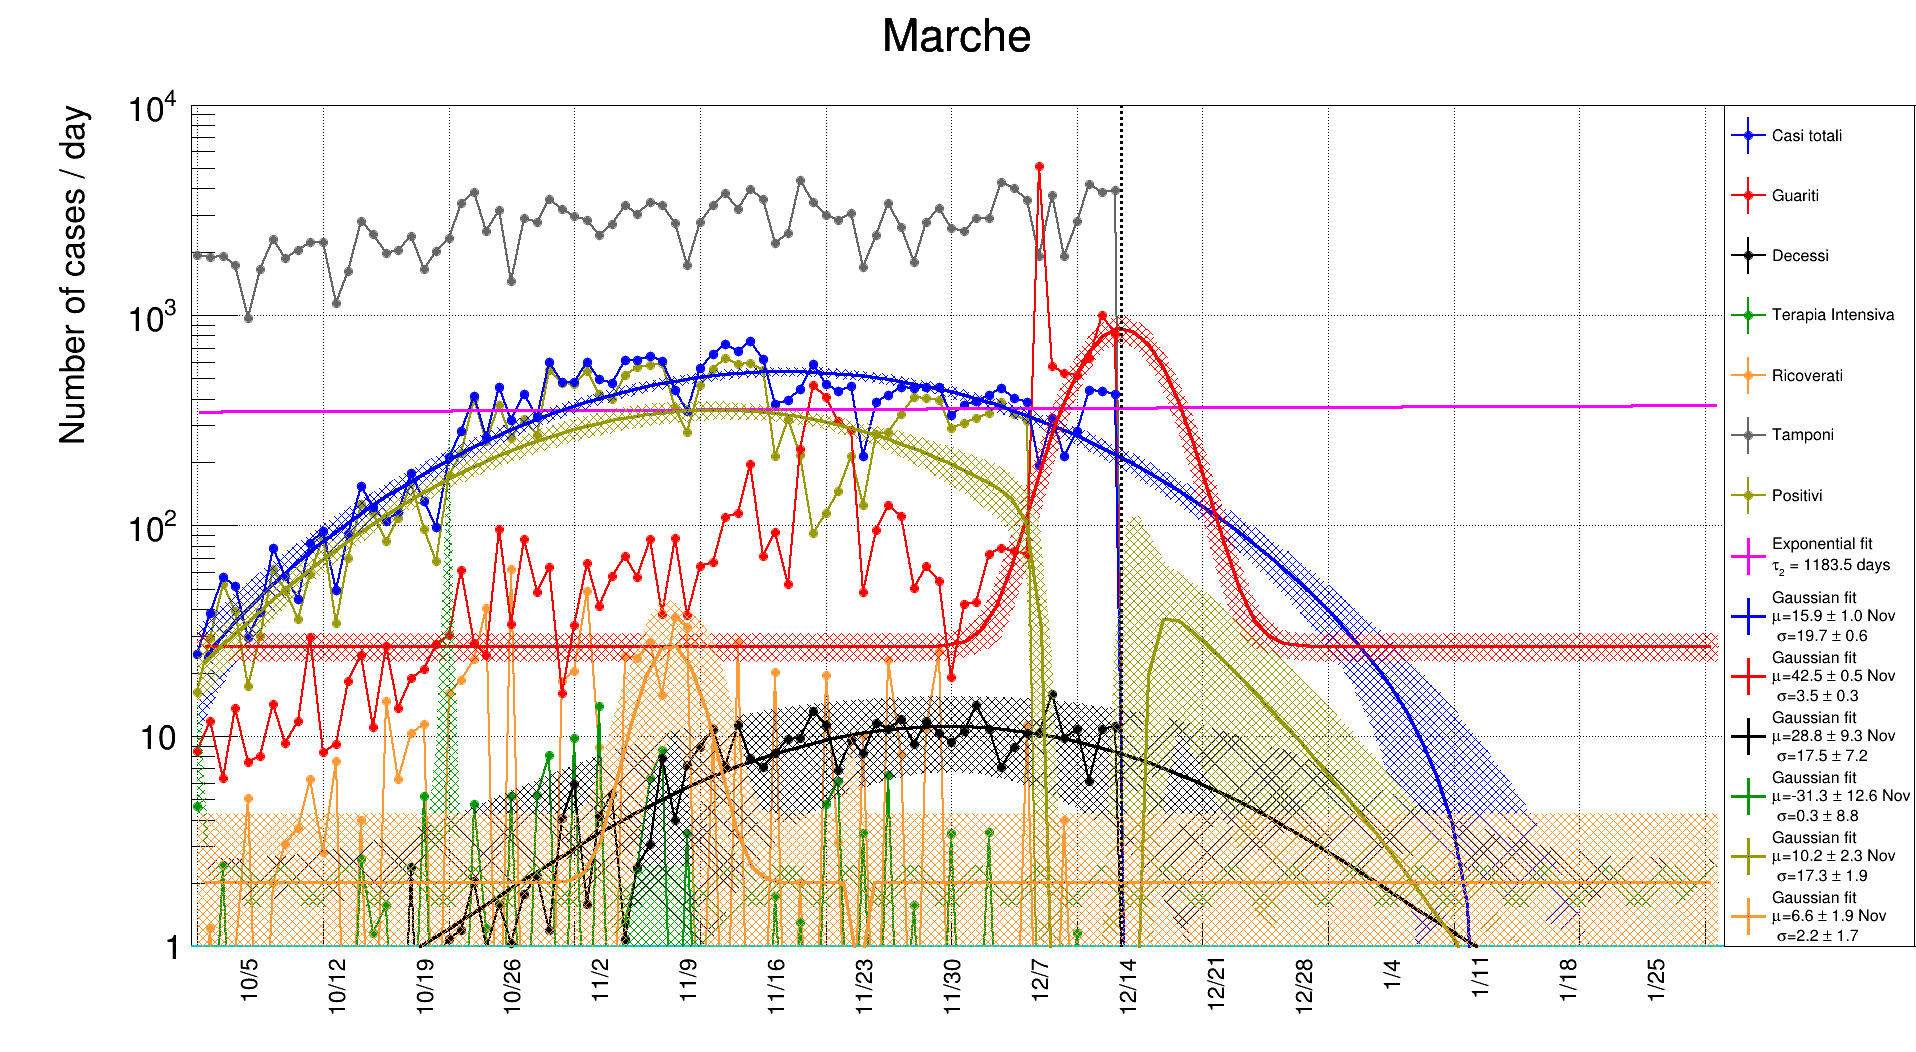 Marche
Number of cases / day
10^4
10^3
10^2
10
1
10/5
10/12
10/19
10/26
11/2
11/9
11/16
11/23
11/30
12/7
12/14
12/21
12/28
1/4
1/11
1/18
1/25
Casi totali
Guariti
Decessi
Terapia Intensiva
Ricoverati
Tamponi
Positivi
Exponential fit
τ₂ = 1183.5 days
Gaussian fit
μ=15.9 ± 1.0 Nov
σ=19.7 ± 0.6
Gaussian fit
μ=42.5 ± 0.5 Nov
σ=3.5 ± 0.3
Gaussian fit
μ=28.8 ± 9.3 Nov
σ=17.5 ± 7.2
Gaussian fit
μ=-31.3 ± 12.6 Nov
σ=0.3 ± 8.8
Gaussian fit
μ=10.2 ± 2.3 Nov
σ=17.3 ± 1.9
Gaussian fit
μ=6.6 ± 1.9 Nov
σ=2.2 ± 1.7